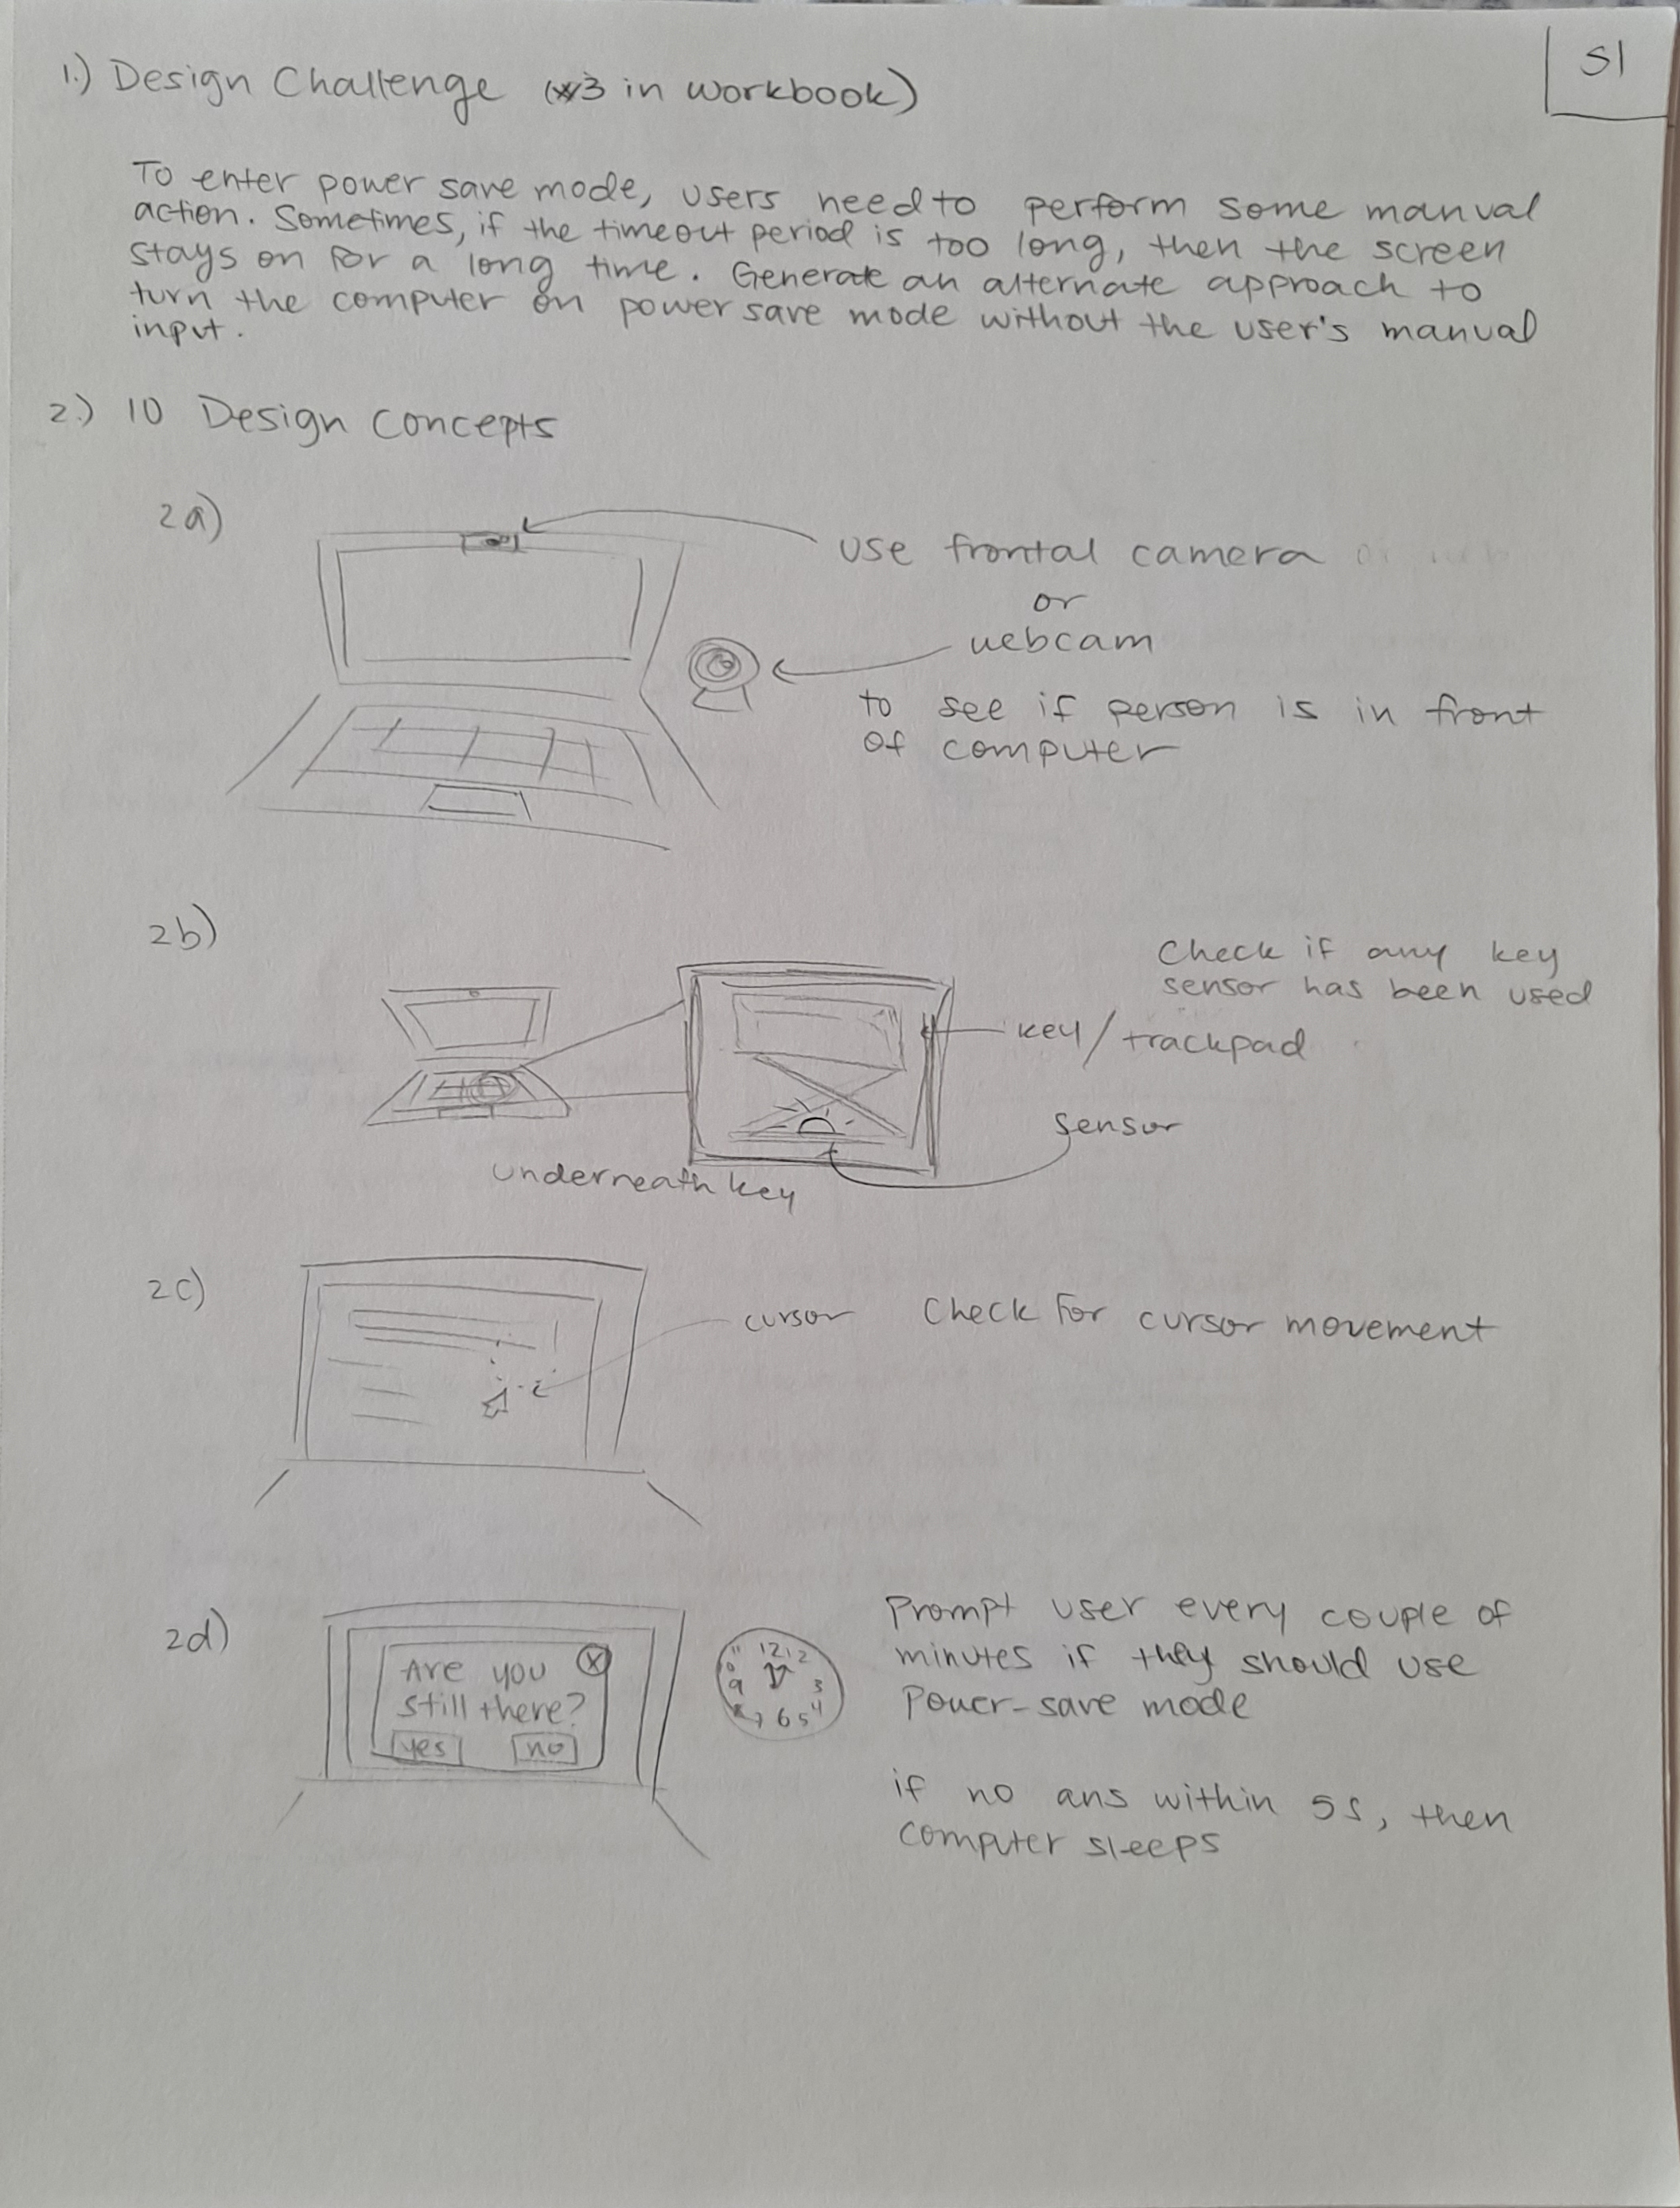 S1
1.) Design Challenge (#3 in workbook)
To enter power save mode, users need to perform some manual
action. Sometimes, if the timeout period is too long, then the screen
stays on for a long time. Generate an alternate approach to
turn the computer on power save mode without the user's manual
input.
2.) 10 Design Concepts
2a)
use frontal camera
or
webcam
to see if person is in front
of computer
2b)
Check if any key
sensor has been used
key/trackpad
sensor
underneath key
2c)
cursor
Check for cursor movement
2d)
Are you
still there?
yes no
11 12 1 2
10
9 3
4
7 6 5
Prompt user every couple of
minutes if they should use
Power-save mode
if no ans within 5s, then
computer sleeps